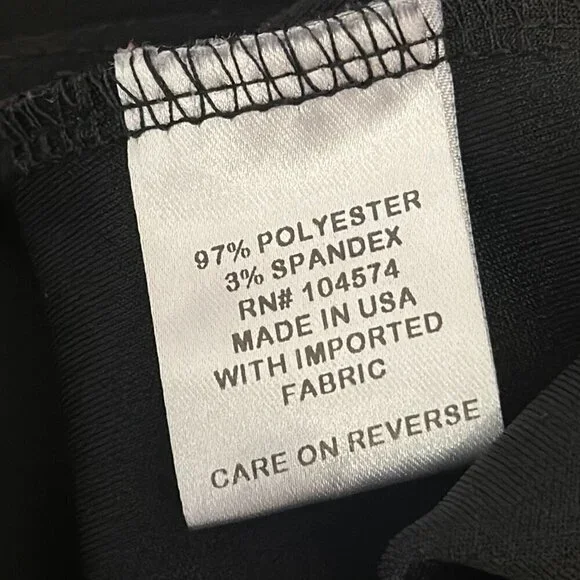 97% POLYESTER
3% SPANDEX
RN# 104574
MADE IN USA
WITH IMPORTED
FABRIC
CARE ON REVERSE